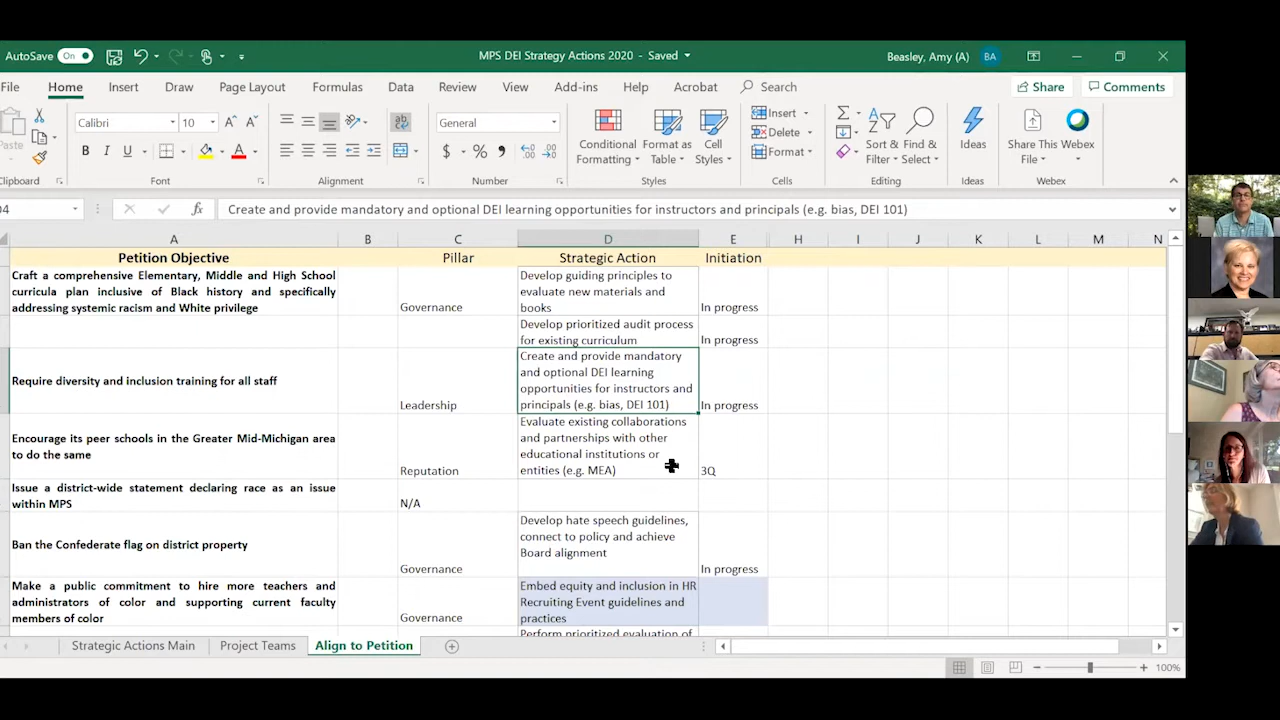 AutoSave On MPS DEI Strategy Actions 2020 - Saved Beasley, Amy (A) BA
File Home Insert Draw Page Layout Formulas Data Review View Add-ins Help Acrobat Search Share Comments
Calibri 10 General Insert
Paste Conditional Format as Cell Delete Sort & Find & Ideas Share This Webex
B I U A $ % Formatting Table Styles Format Filter Select File
Clipboard Font Alignment Number Styles Cells Editing Ideas Webex
fx Create and provide mandatory and optional DEI learning opportunities for instructors and principals (e.g. bias, DEI 101)
A B C D E H I J K L M N
Petition Objective Pillar Strategic Action Initiation
Craft a comprehensive Elementary, Middle and High School
curricula plan inclusive of Black history and specifically
addressing systemic racism and White privilege
Governance
Develop guiding principles to
evaluate new materials and
books
In progress
Develop prioritized audit process
for existing curriculum
In progress
Require diversity and inclusion training for all staff
Leadership
Create and provide mandatory
and optional DEI learning
opportunities for instructors and
principals (e.g. bias, DEI 101)
In progress
Encourage its peer schools in the Greater Mid-Michigan area
to do the same
Reputation
Evaluate existing collaborations
and partnerships with other
educational institutions or
entities (e.g. MEA)
3Q
Issue a district-wide statement declaring race as an issue
within MPS
N/A
Ban the Confederate flag on district property
Governance
Develop hate speech guidelines,
connect to policy and achieve
Board alignment
In progress
Make a public commitment to hire more teachers and
administrators of color and supporting current faculty
members of color
Governance
Embed equity and inclusion in HR
Recruiting Event guidelines and
practices
Perform prioritized evaluation of
Strategic Actions Main Project Teams Align to Petition
100%